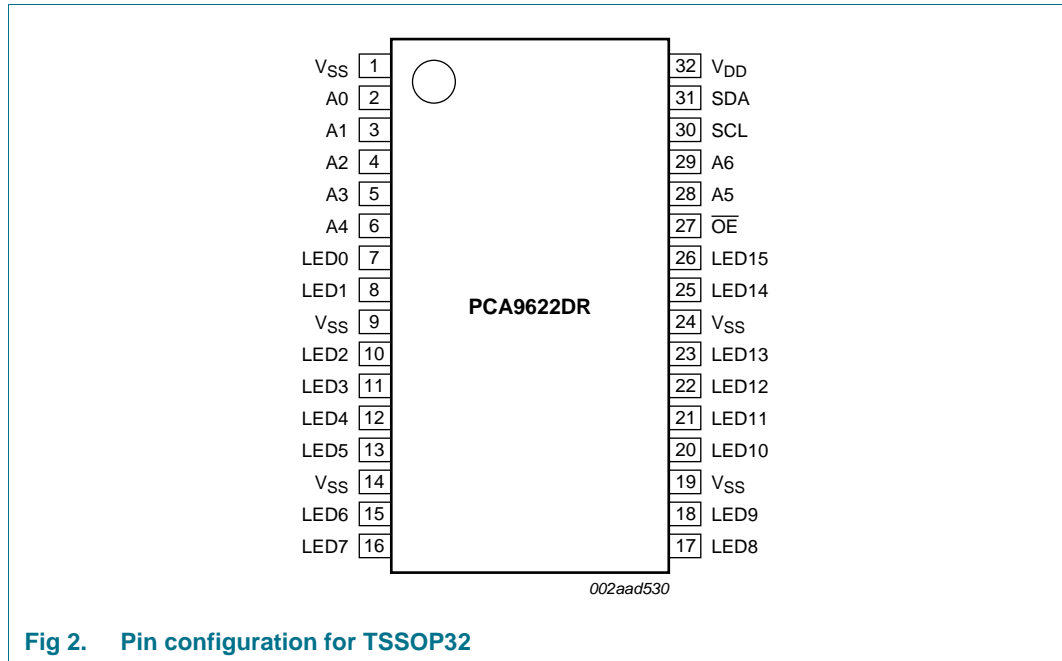 VSS 1 32 VDD
A0 2 31 SDA
A1 3 30 SCL
A2 4 29 A6
A3 5 28 A5
A4 6 27 O̅E̅
LED0 7 26 LED15
LED1 8 25 LED14
PCA9622DR
VSS 9 24 VSS
LED2 10 23 LED13
LED3 11 22 LED12
LED4 12 21 LED11
LED5 13 20 LED10
VSS 14 19 VSS
LED6 15 18 LED9
LED7 16 17 LED8
002aad530
Fig 2. Pin configuration for TSSOP32